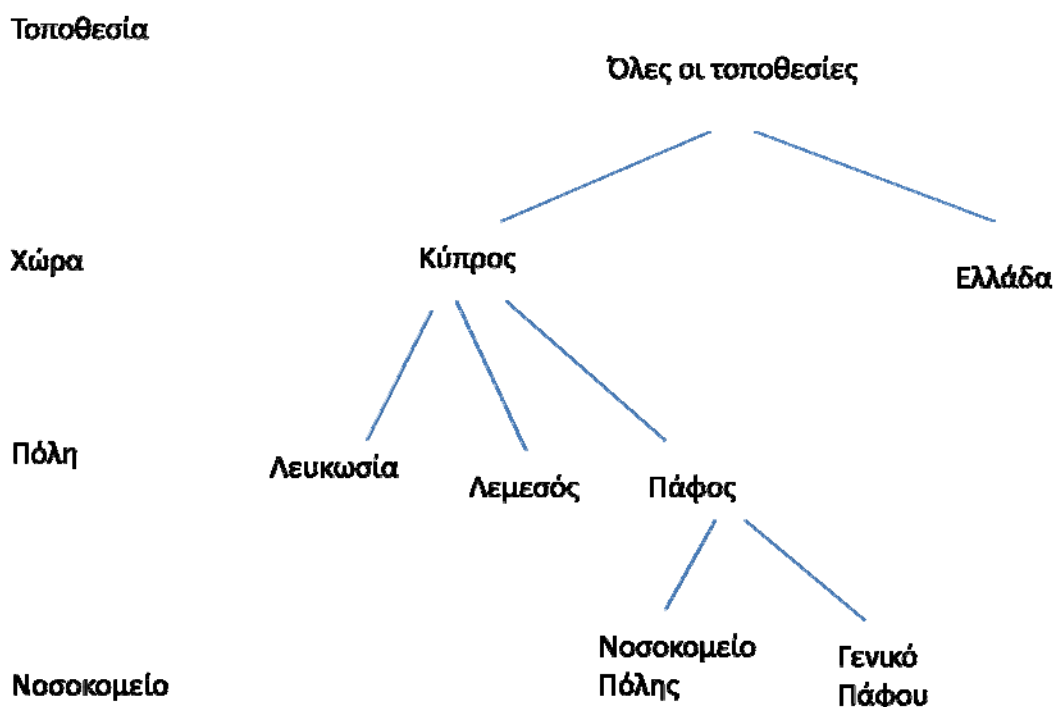 Τοποθεσία
Όλες οι τοποθεσίες
Χώρα
Κύπρος
Ελλάδα
Πόλη
Λευκωσία
Λεμεσός
Πάφος
Νοσοκομείο
Νοσοκομείο
Πόλης
Γενικό
Πάφου